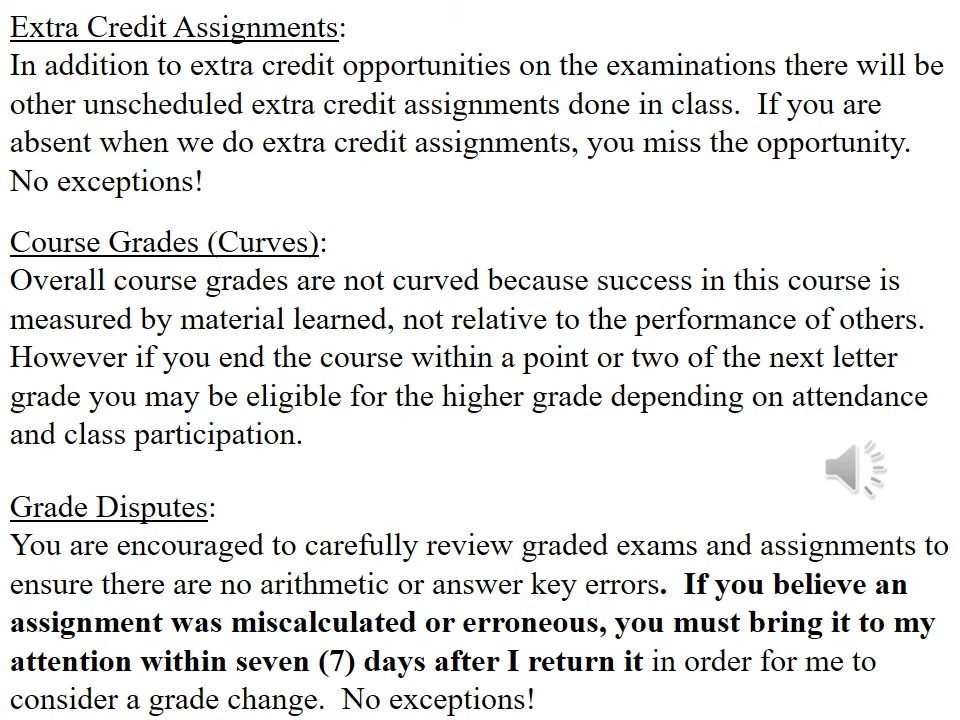 Extra Credit Assignments:
In addition to extra credit opportunities on the examinations there will be
other unscheduled extra credit assignments done in class.  If you are
absent when we do extra credit assignments, you miss the opportunity.
No exceptions!
Course Grades (Curves):
Overall course grades are not curved because success in this course is
measured by material learned, not relative to the performance of others.
However if you end the course within a point or two of the next letter
grade you may be eligible for the higher grade depending on attendance
and class participation.
Grade Disputes:
You are encouraged to carefully review graded exams and assignments to
ensure there are no arithmetic or answer key errors.  If you believe an
assignment was miscalculated or erroneous, you must bring it to my
attention within seven (7) days after I return it in order for me to
consider a grade change.  No exceptions!